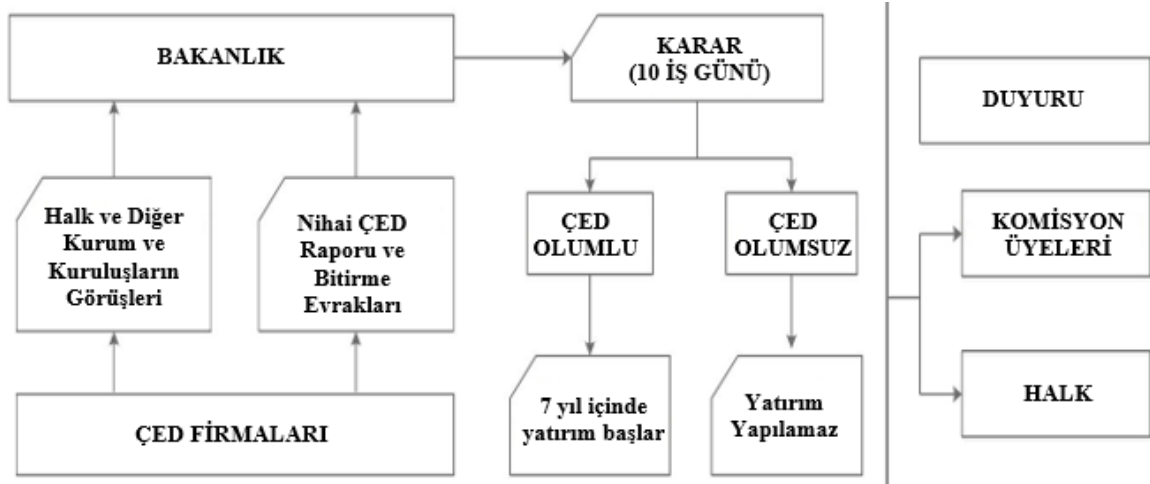 BAKANLIK
KARAR
(10 İŞ GÜNÜ)
DUYURU
Halk ve Diğer
Kurum ve
Kuruluşların
Görüşleri
Nihai ÇED
Raporu ve
Bitirme
Evrakları
ÇED
OLUMLU
ÇED
OLUMSUZ
KOMİSYON
ÜYELERİ
ÇED FİRMALARI
7 yıl içinde
yatırım başlar
Yatırım
Yapılamaz
HALK